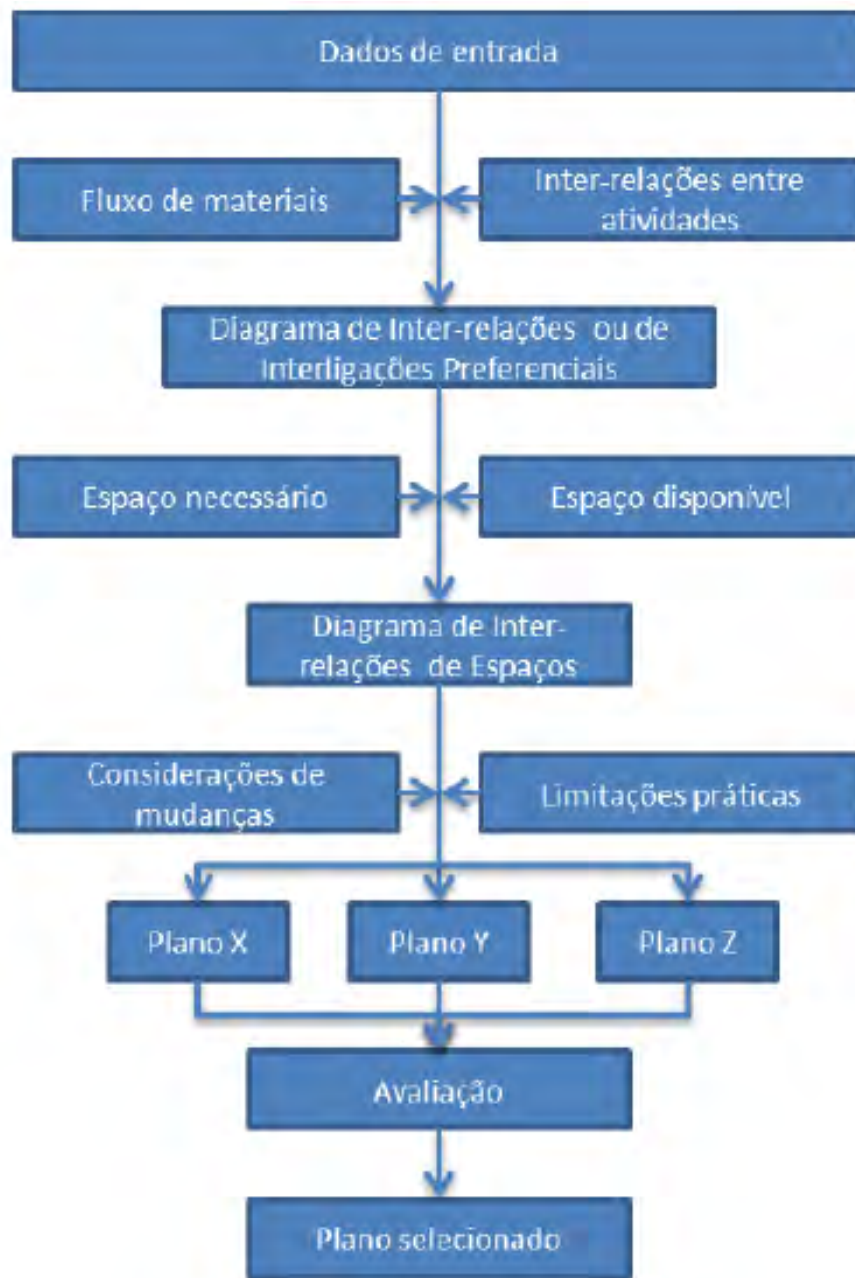 Dados de entrada
Fluxo de materiais
Inter-relações entre
atividades
Diagrama de Inter-relações ou de
Interligações Preferenciais
Espaço necessário
Espaço disponível
Diagrama de Inter-
relações de Espaços
Considerações de
mudanças
Limitações práticas
Plano X
Plano Y
Plano Z
Avaliação
Plano selecionado